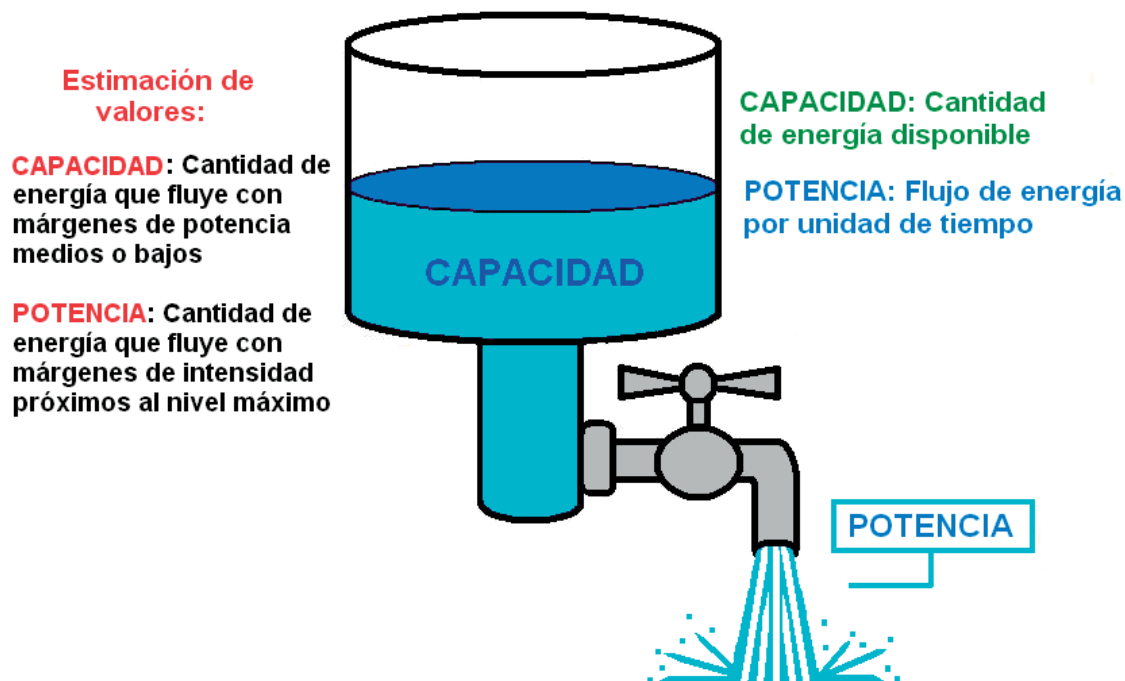 Estimación de
valores:
CAPACIDAD: Cantidad de
energía que fluye con
márgenes de potencia
medios o bajos
POTENCIA: Cantidad de
energía que fluye con
márgenes de intensidad
próximos al nivel máximo
CAPACIDAD
CAPACIDAD: Cantidad
de energía disponible
POTENCIA: Flujo de energía
por unidad de tiempo
POTENCIA